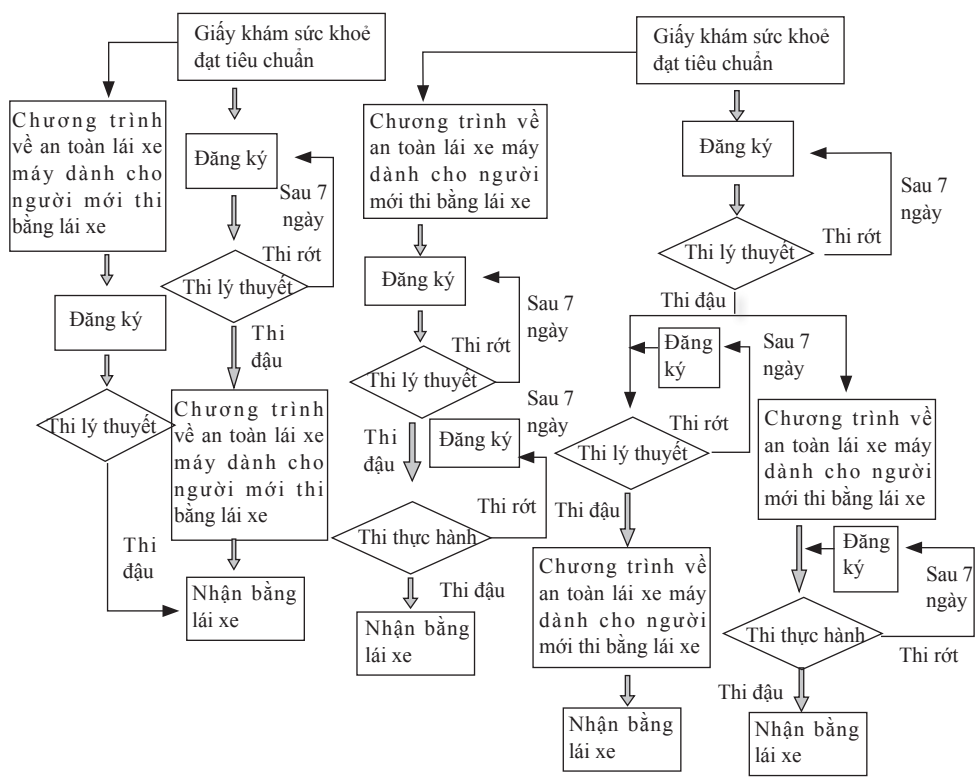 Giấy khám sức khoẻ
đạt tiêu chuẩn
Chương trình
về an toàn lái xe
máy dành cho
người mới thi
bằng lái xe
Đăng ký
Sau 7
ngày
Thi rớt
Thi lý thuyết
Đăng ký
Thi
đậu
Thi lý thuyết
Chương trình
về an toàn lái xe
máy dành cho
người mới thi
bằng lái xe
Thi
đậu
Nhận bằng
lái xe
Giấy khám sức khoẻ
đạt tiêu chuẩn
Chương trình về
an toàn lái xe máy
dành cho người
mới thi bằng lái xe
Đăng ký
Sau 7
ngày
Thi rớt
Thi lý thuyết
Thi
đậu
Sau 7
ngày
Đăng ký
Thi rớt
Thi thực hành
Thi đậu
Nhận bằng
lái xe
Đăng ký
Sau 7
ngày
Thi rớt
Thi lý thuyết
Thi đậu
Đăng
ký
Sau 7
ngày
Thi rớt
Thi lý thuyết
Thi đậu
Chương trình về
an toàn lái xe máy
dành cho người
mới thi bằng lái xe
Nhận bằng
lái xe
Chương trình về
an toàn lái xe máy
dành cho người
mới thi bằng lái xe
Đăng
ký
Sau 7
ngày
Thi thực hành
Thi rớt
Thi đậu
Nhận bằng
lái xe